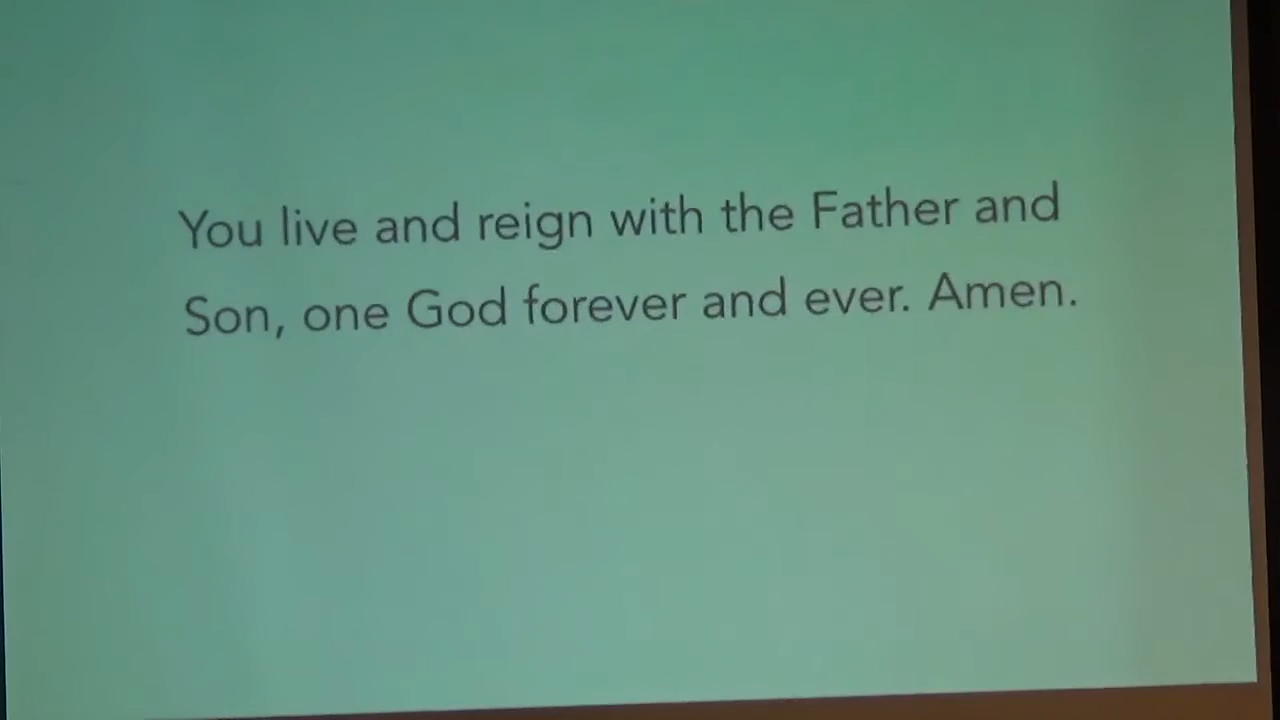 You live and reign with the Father and
Son, one God forever and ever. Amen.